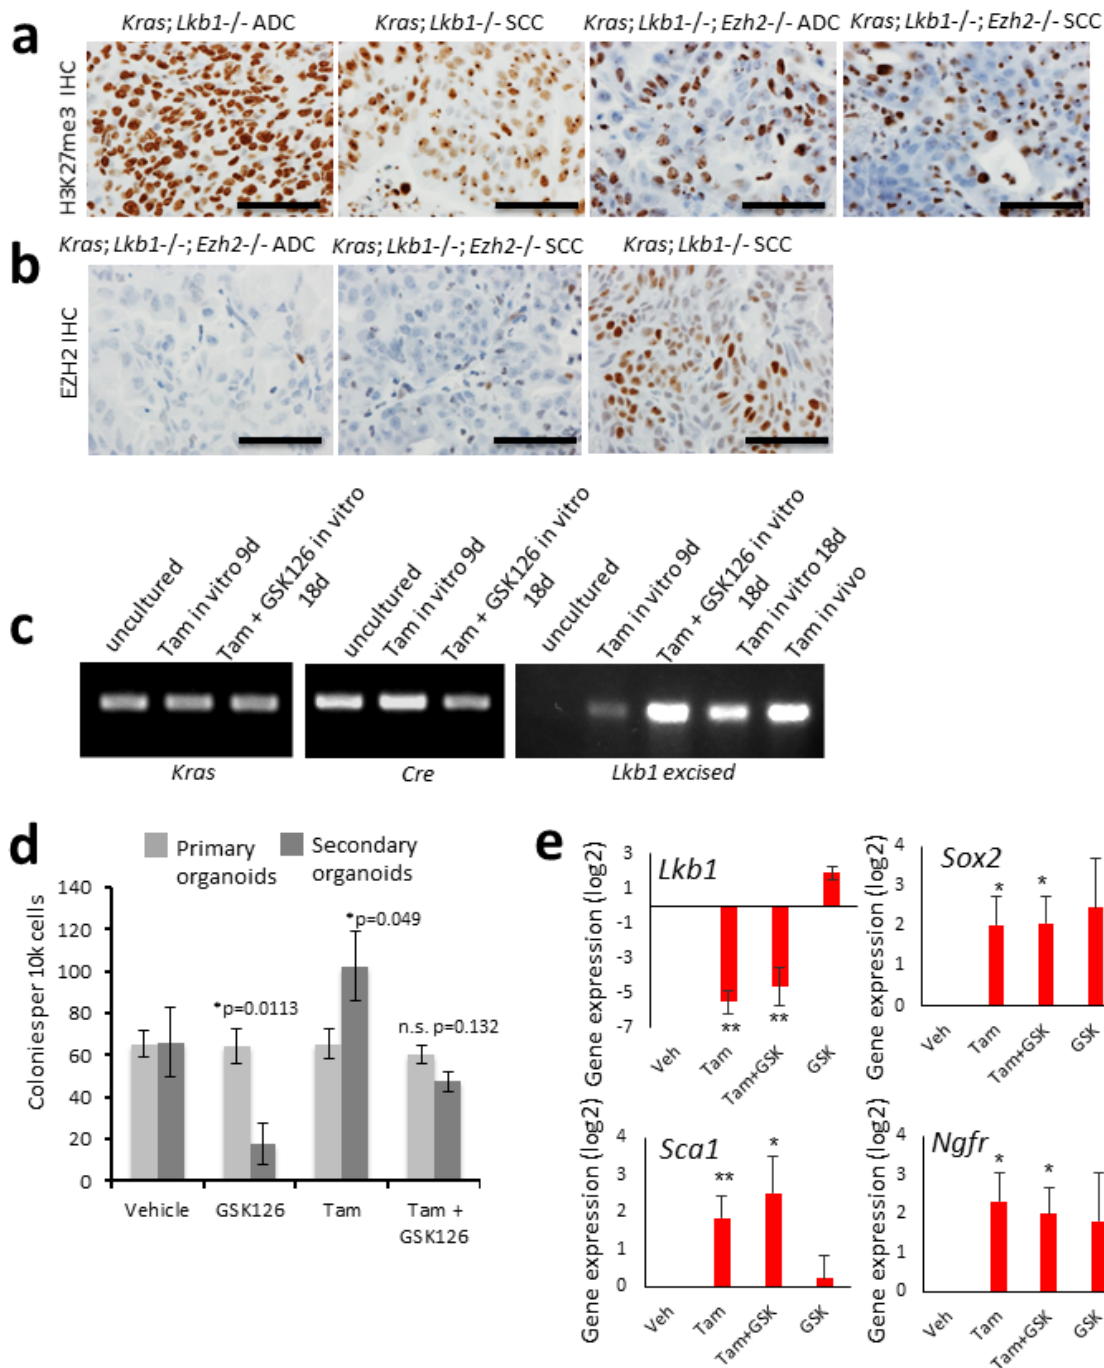 a
Kras; Lkb1-/- ADC
Kras; Lkb1-/- SCC
Kras; Lkb1-/-; Ezh2-/- ADC
Kras; Lkb1-/-; Ezh2-/- SCC
H3K27me3 IHC
b
Kras; Lkb1-/-; Ezh2-/- ADC
Kras; Lkb1-/-; Ezh2-/- SCC
Kras; Lkb1-/- SCC
EZH2 IHC
c
uncultured
Tam in vitro 9d
Tam + GSK126 in vitro
18d
uncultured
Tam in vitro 9d
Tam + GSK126 in vitro
18d
uncultured
Tam in vitro 9d
Tam + GSK126 in vitro
18d
Tam in vitro 18d
Tam in vivo
Kras
Cre
Lkb1 excised
d
Primary
organoids
Secondary
organoids
Coloniesper 10k cells
140
120
100
80
60
40
20
0
*p=0.0113
*p=0.049
n.s. p=0.132
Vehicle
GSK126
Tam
Tam +
GSK126
e
Gene expression (log2)
Lkb1
3
1
-1
-3
-5
-7
**
**
Veh
Tam
Tam+GSK
GSK
Gene expression (log2)
Sox2
4
3
2
1
0
*
*
Veh
Tam
Tam+GSK
GSK
Gene expression (log2)
Sca1
4
3
2
1
0
**
*
Veh
Tam
Tam+GSK
GSK
Gene expression (log2)
Ngfr
4
3
2
1
0
*
*
Veh
Tam
Tam+GSK
GSK